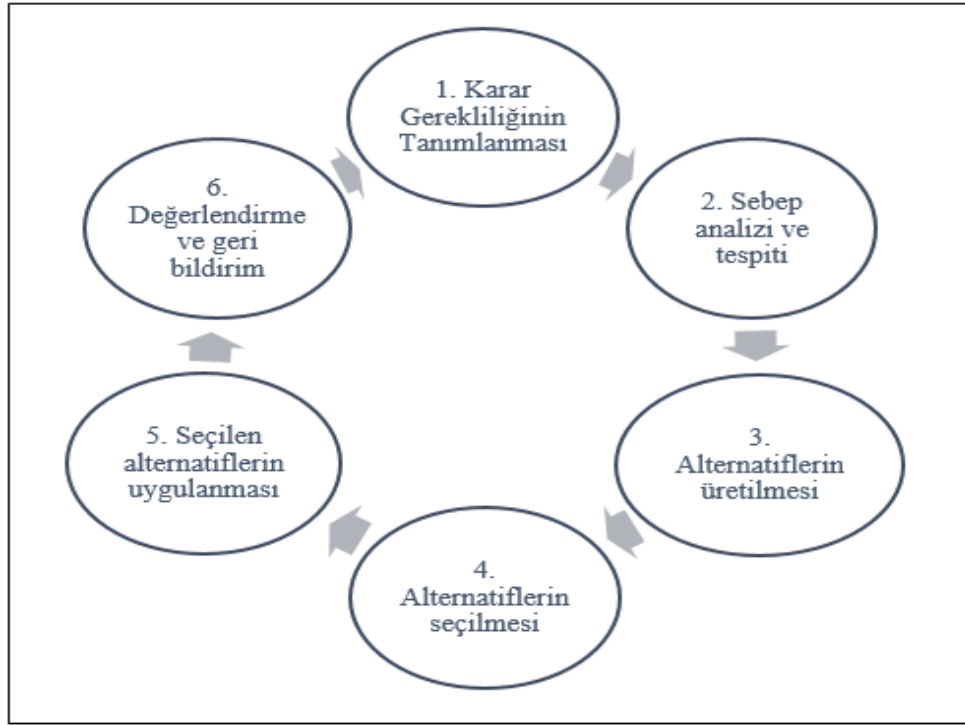 1. Karar
Gerekliliğinin
Tanımlanması
2. Sebep
analizi ve
tespiti
3.
Alternatiflerin
üretilmesi
4.
Alternatiflerin
seçilmesi
5. Seçilen
alternatiflerin
uygulanması
6.
Değerlendirme
ve geri
bildirim